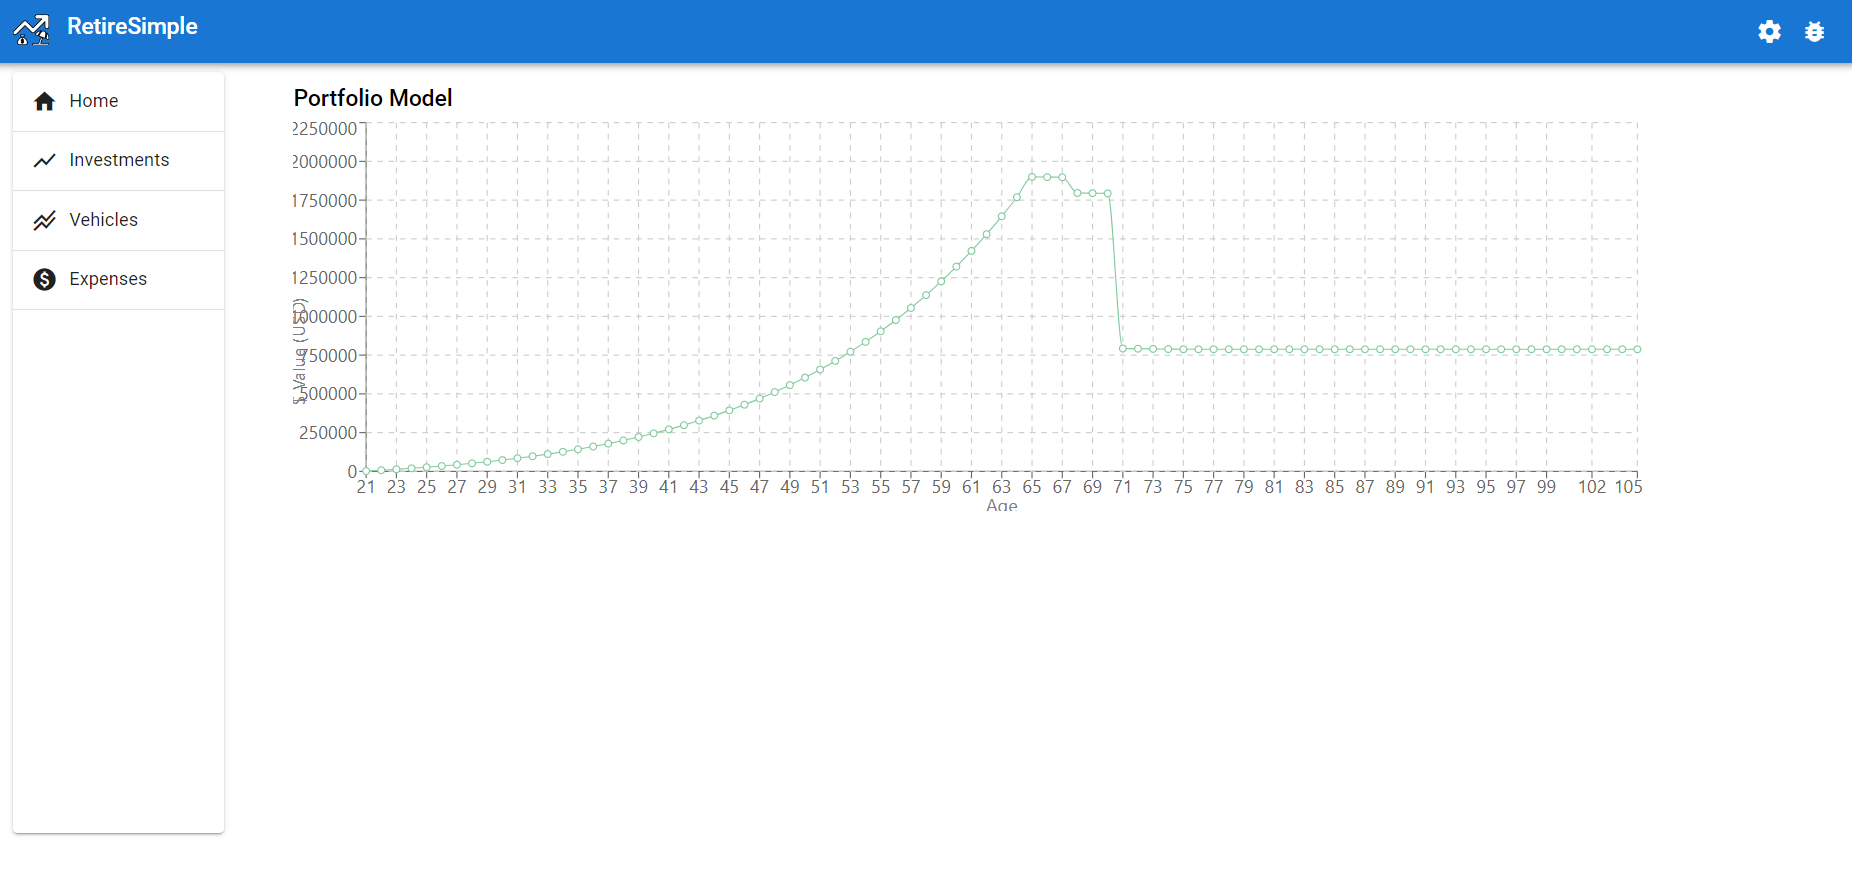 RetireSimple
Home
Investments
Vehicles
Expenses
Portfolio Model
2250000
2000000
1750000
1500000
1250000
1000000
750000
500000
250000
0
$ Value (USD)
21 23 25 27 29 31 33 35 37 39 41 43 45 47 49 51 53 55 57 59 61 63 65 67 69 71 73 75 77 79 81 83 85 87 89 91 93 95 97 99 102 105
Age